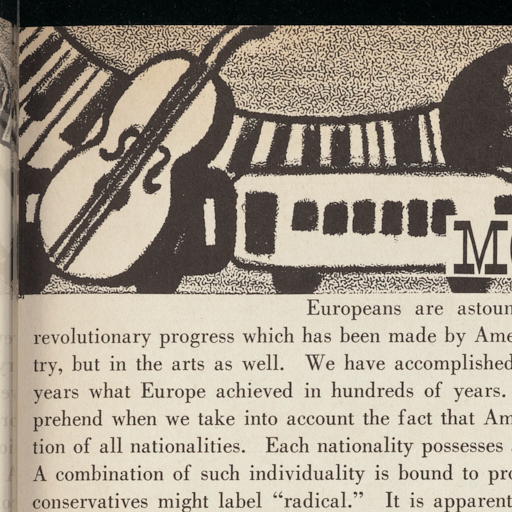 M
Europeans are astoun
revolutionary progress which has been made by Ame
try, but in the arts as well. We have accomplished
years what Europe achieved in hundreds of years.
prehend when we take into account the fact that Am
tion of all nationalities. Each nationality possesses
A combination of such individuality is bound to pro
conservatives might label “radical.” It is apparent